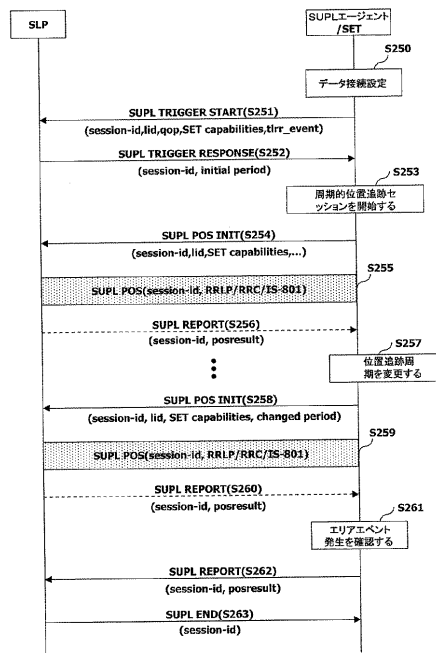 SLP
SUPLエージェント
/SET
S250
データ接続設定
SUPL TRIGGER START(S251)
(session-id,lid,qop,SET capabilities,tlrr_event)
SUPL TRIGGER RESPONSE(S252)
(session-id, initial period)
S253
周期的位置追跡セ
ッションを開始する
SUPL POS INIT(S254)
(session-id,lid,SET capabilities,...)
S255
SUPL POS(session-id, RRLP/RRC/IS-801)
SUPL REPORT(S256)
(session-id, posresult)
S257
位置追跡周
期を変更する
SUPL POS INIT(S258)
(session-id, lid, SET capabilities, changed period)
S259
SUPL POS(session-id, RRLP/RRC/IS-801)
SUPL REPORT(S260)
(session-id, posresult)
S261
エリアエベント
発生を確認する
SUPL REPORT(S262)
(session-id, posresult)
SUPL END(S263)
(session-id)